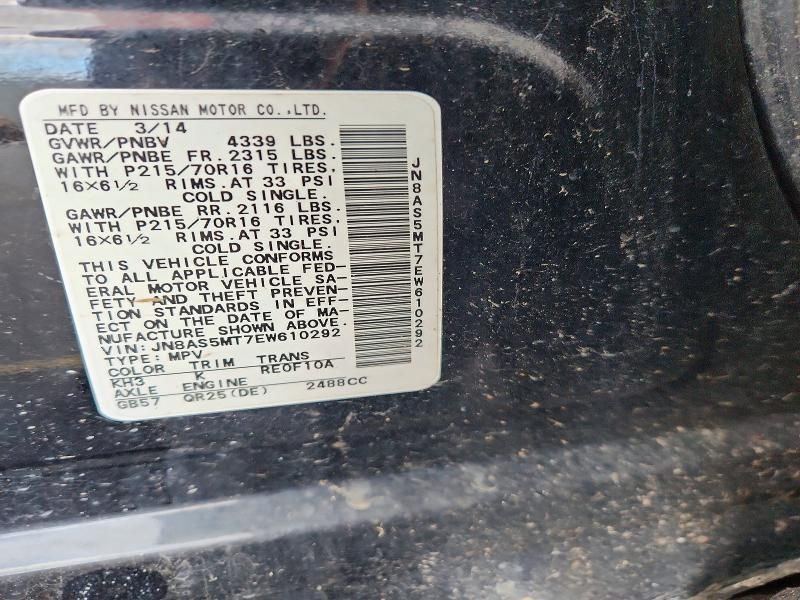 MFD BY NISSAN MOTOR CO.,LTD.
DATE 3/14
GVWR/PNBV 4339 LBS.
GAWR/PNBE FR. 2315 LBS.
WITH P215/70R16 TIRES,
16X6½ RIMS. AT 33 PSI
COLD SINGLE.
GAWR/PNBE RR. 2116 LBS.
WITH P215/70R16 TIRES,
16X6½ RIMS. AT 33 PSI
COLD SINGLE.
THIS VEHICLE CONFORMS
TO ALL APPLICABLE FED-
ERAL MOTOR VEHICLE SA-
FETY AND THEFT PREVEN-
TION STANDARDS IN EFF-
ECT ON THE DATE OF MA-
NUFACTURE SHOWN ABOVE.
VIN: JN8AS5MT7EW610292
TYPE: MPV
COLOR TRIM TRANS
KH3 K RE0F10A
AXLE ENGINE
GB57 QR25(DE) 2488CC
JN8AS5MT7EW610292